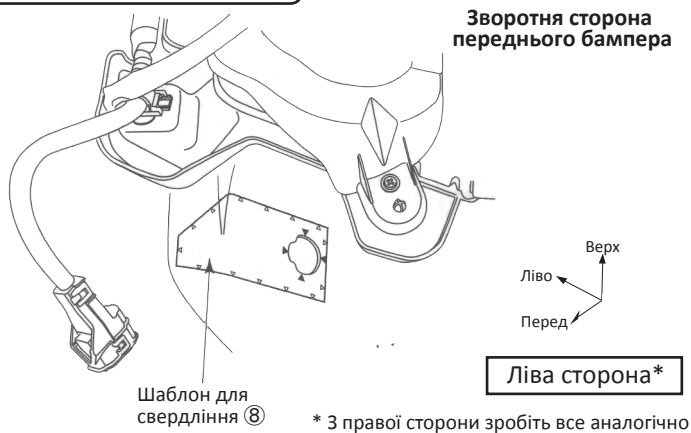 Зворотня сторона
переднього бампера
Верх
Ліво
Перед
Ліва сторона*
Шаблон для
свердління ⑧
* З правої сторони зробіть все аналогічно